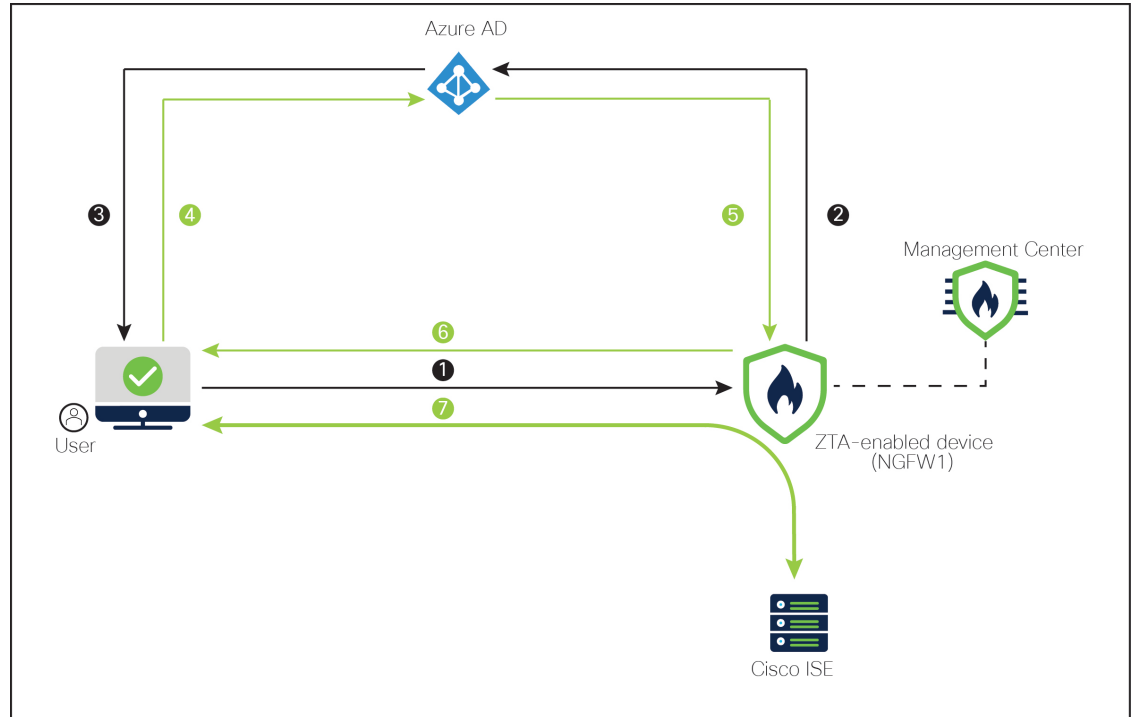 Azure AD
3
4
5
2
Management Center
6
1
7
User
ZTA-enabled device
(NGFW1)
Cisco ISE